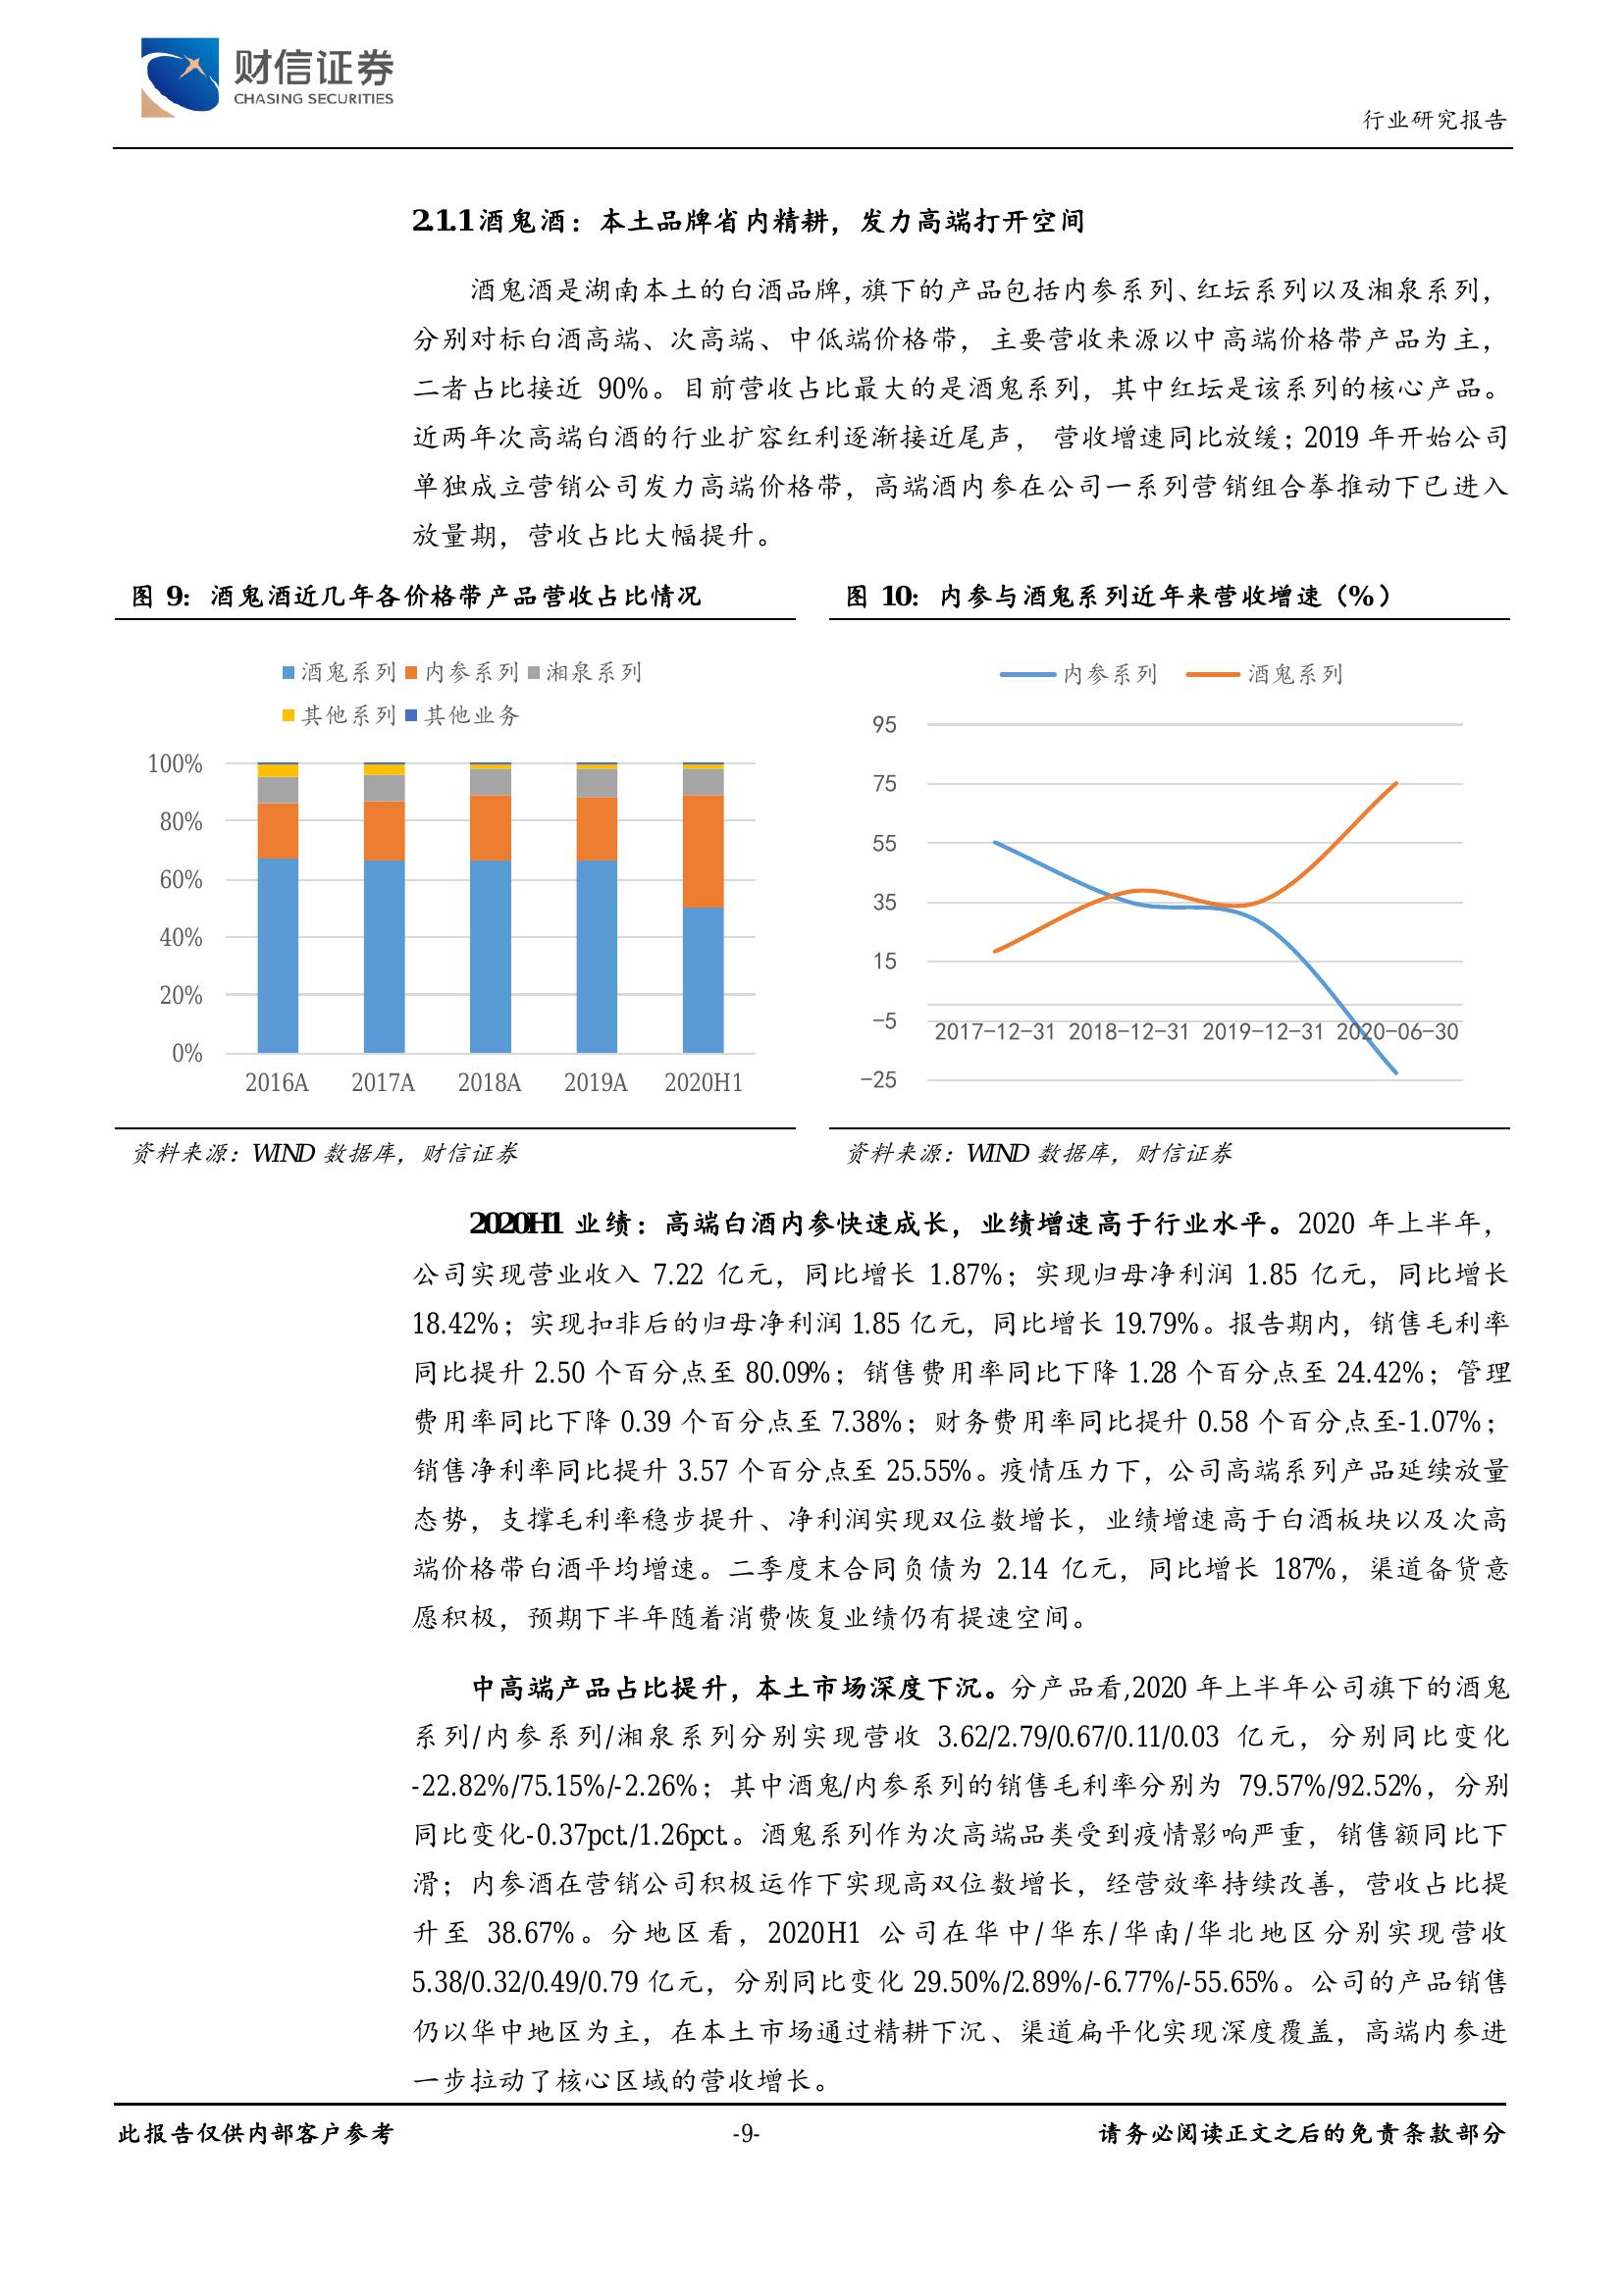 财信证券
CHASING SECURITIES
行业研究报告
2.1.1 酒鬼酒：本土品牌省内精耕，发力高端打开空间
酒鬼酒是湖南本土的白酒品牌，旗下的产品包括内参系列、红坛系列以及湘泉系列，
分别对标白酒高端、次高端、中低端价格带，主要营收来源以中高端价格带产品为主，
二者占比接近 90%。目前营收占比最大的是酒鬼系列，其中红坛是该系列的核心产品。
近两年次高端白酒的行业扩容红利逐渐接近尾声， 营收增速同比放缓；2019 年开始公司
单独成立营销公司发力高端价格带，高端酒内参在公司一系列营销组合拳推动下已进入
放量期，营收占比大幅提升。
图 9：酒鬼酒近几年各价格带产品营收占比情况
酒鬼系列 内参系列 湘泉系列
其他系列 其他业务
100%
80%
60%
40%
20%
0%
2016A 2017A 2018A 2019A 2020H1
资料来源：WIND 数据库，财信证券
图 10：内参与酒鬼系列近年来营收增速（%）
内参系列 酒鬼系列
95
75
55
35
15
-5
-25
2017-12-31 2018-12-31 2019-12-31 2020-06-30
资料来源：WIND 数据库，财信证券
2020H1 业绩：高端白酒内参快速成长，业绩增速高于行业水平。2020 年上半年，
公司实现营业收入 7.22 亿元，同比增长 1.87%；实现归母净利润 1.85 亿元，同比增长
18.42%；实现扣非后的归母净利润 1.85 亿元，同比增长 19.79%。报告期内，销售毛利率
同比提升 2.50 个百分点至 80.09%；销售费用率同比下降 1.28 个百分点至 24.42%；管理
费用率同比下降 0.39 个百分点至 7.38%；财务费用率同比提升 0.58 个百分点至-1.07%；
销售净利率同比提升 3.57 个百分点至 25.55%。疫情压力下，公司高端系列产品延续放量
态势，支撑毛利率稳步提升、净利润实现双位数增长，业绩增速高于白酒板块以及次高
端价格带白酒平均增速。二季度末合同负债为 2.14 亿元，同比增长 187%，渠道备货意
愿积极，预期下半年随着消费恢复业绩仍有提速空间。
中高端产品占比提升，本土市场深度下沉。分产品看,2020 年上半年公司旗下的酒鬼
系列/内参系列/湘泉系列分别实现营收 3.62/2.79/0.67/0.11/0.03 亿元，分别同比变化
-22.82%/75.15%/-2.26%；其中酒鬼/内参系列的销售毛利率分别为 79.57%/92.52%，分别
同比变化-0.37pct./1.26pct.。酒鬼系列作为次高端品类受到疫情影响严重，销售额同比下
滑；内参酒在营销公司积极运作下实现高双位数增长，经营效率持续改善，营收占比提
升至 38.67%。分地区看，2020H1 公司在华中/华东/华南/华北地区分别实现营收
5.38/0.32/0.49/0.79 亿元，分别同比变化 29.50%/2.89%/-6.77%/-55.65%。公司的产品销售
仍以华中地区为主，在本土市场通过精耕下沉、渠道扁平化实现深度覆盖，高端内参进
一步拉动了核心区域的营收增长。
此报告仅供内部客户参考
-9-
请务必阅读正文之后的免责条款部分